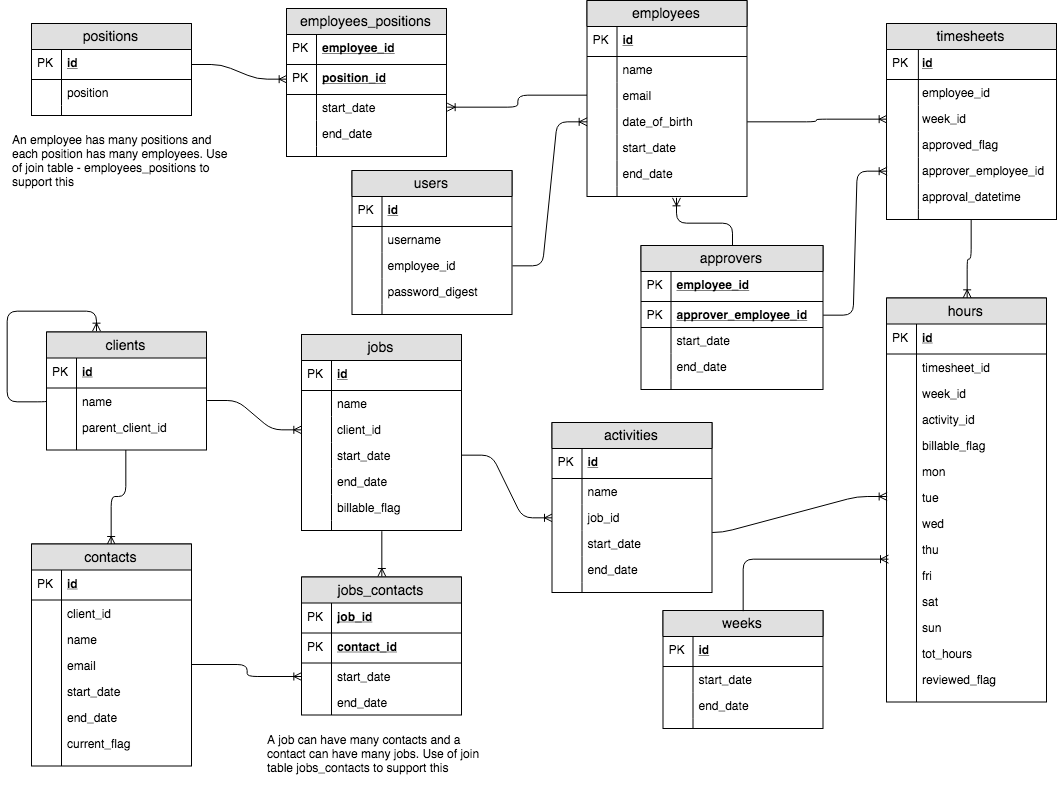 positions
PK id
position
An employee has many positions and
each position has many employees. Use
of join table - employees_positions to
support this
employees_positions
PK employee_id
PK position_id
start_date
end_date
employees
PK id
name
email
date_of_birth
start_date
end_date
timesheets
PK id
employee_id
week_id
approved_flag
approver_employee_id
approval_datetime
users
PK id
username
employee_id
password_digest
approvers
PK employee_id
PK approver_employee_id
start_date
end_date
clients
PK id
name
parent_client_id
jobs
PK id
name
client_id
start_date
end_date
billable_flag
activities
PK id
name
job_id
start_date
end_date
hours
PK id
timesheet_id
week_id
activity_id
billable_flag
mon
tue
wed
thu
fri
sat
sun
tot_hours
reviewed_flag
contacts
PK id
client_id
name
email
start_date
end_date
current_flag
jobs_contacts
PK job_id
PK contact_id
start_date
end_date
A job can have many contacts and a
contact can have many jobs. Use of join
table jobs_contacts to support this
weeks
PK id
start_date
end_date